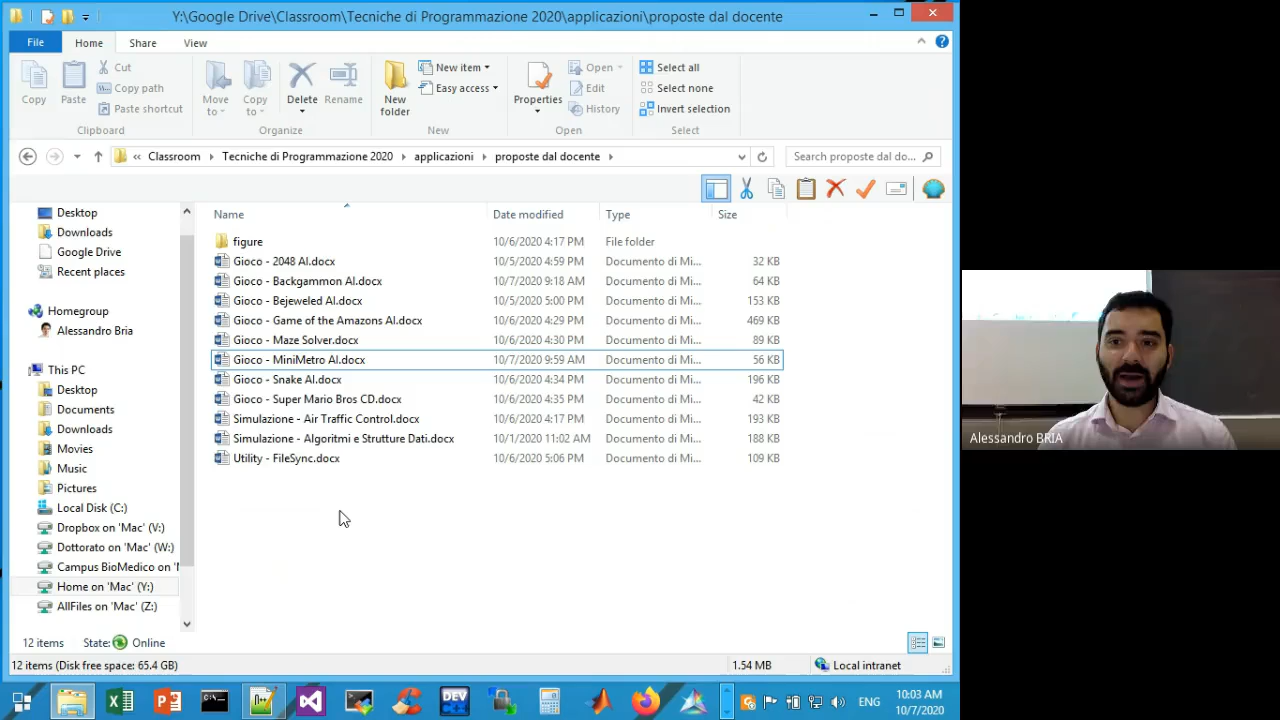 Y:\Google Drive\Classroom\Tecniche di Programmazione 2020\applicazioni\proposte dal docente
File Home Share View
Copy
Paste
Cut
Copy path
Paste shortcut
Clipboard
Move to
Copy to
Delete
Rename
Organize
New folder
New item
Easy access
New
Properties
Open
Edit
History
Open
Select all
Select none
Invert selection
Select
« Classroom Tecniche di Programmazione 2020 applicazioni proposte dal docente
Search proposte dal do...
Desktop
Downloads
Google Drive
Recent places
Homegroup
Alessandro Bria
This PC
Desktop
Documents
Downloads
Movies
Music
Pictures
Local Disk (C:)
Dropbox on 'Mac' (V:)
Dottorato on 'Mac' (W:)
Campus BioMedico on '
Home on 'Mac' (Y:)
AllFiles on 'Mac' (Z:)
Name Date modified Type Size
figure 10/6/2020 4:17 PM File folder
Gioco - 2048 AI.docx 10/5/2020 4:59 PM Documento di Mi... 32 KB
Gioco - Backgammon AI.docx 10/7/2020 9:18 AM Documento di Mi... 64 KB
Gioco - Bejeweled AI.docx 10/5/2020 5:00 PM Documento di Mi... 153 KB
Gioco - Game of the Amazons AI.docx 10/6/2020 4:29 PM Documento di Mi... 469 KB
Gioco - Maze Solver.docx 10/6/2020 4:30 PM Documento di Mi... 89 KB
Gioco - MiniMetro AI.docx 10/7/2020 9:59 AM Documento di Mi... 56 KB
Gioco - Snake AI.docx 10/6/2020 4:34 PM Documento di Mi... 196 KB
Gioco - Super Mario Bros CD.docx 10/6/2020 4:35 PM Documento di Mi... 42 KB
Simulazione - Air Traffic Control.docx 10/6/2020 4:17 PM Documento di Mi... 193 KB
Simulazione - Algoritmi e Strutture Dati.docx 10/1/2020 11:02 AM Documento di Mi... 188 KB
Utility - FileSync.docx 10/6/2020 5:06 PM Documento di Mi... 109 KB
Alessandro BRIA
12 items State: Online
12 items (Disk free space: 65.4 GB) 1.54 MB Local intranet
DEV
ENG
10:03 AM
10/7/2020